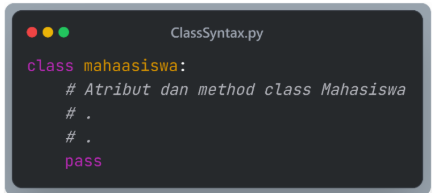 ClassSyntax.py
class mahaasiswa:
# Atribut dan method class Mahasiswa
# .
# .
pass